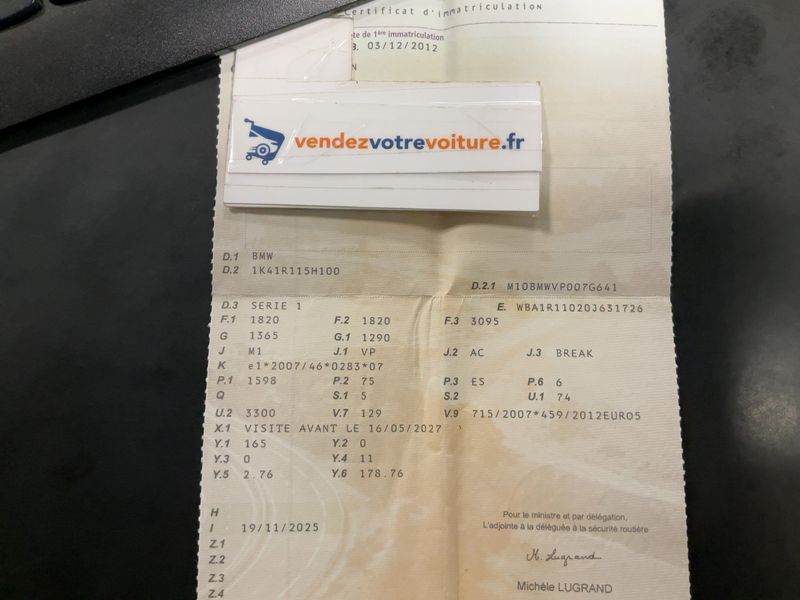 Certificat d'immatriculation
te de 1ère immatriculation
B. 03/12/2012
N
vendezvotrevoiture.fr
D.1 BMW
D.2 1K41R115H100
D.2.1 M10BMWVP007G641
D.3 SERIE 1 E. WBA1R11020J631726
F.1 1820 F.2 1820 F.3 3095
G 1365 G.1 1290
J M1 J.1 VP J.2 AC J.3 BREAK
K e1*2007/46*0283*07
P.1 1598 P.2 75 P.3 ES P.6 6
Q S.1 5 S.2 U.1 74
U.2 3300 V.7 129 V.9 715/2007*459/2012EURO5
X.1 VISITE AVANT LE 16/05/2027
Y.1 165 Y.2 0
Y.3 0 Y.4 11
Y.5 2.76 Y.6 178.76
H
I 19/11/2025
Z.1
Z.2
Z.3
Z.4
Pour le ministre et par délégation,
L'adjointe à la déléguée à la sécurité routière
M. Lugrand
Michèle LUGRAND